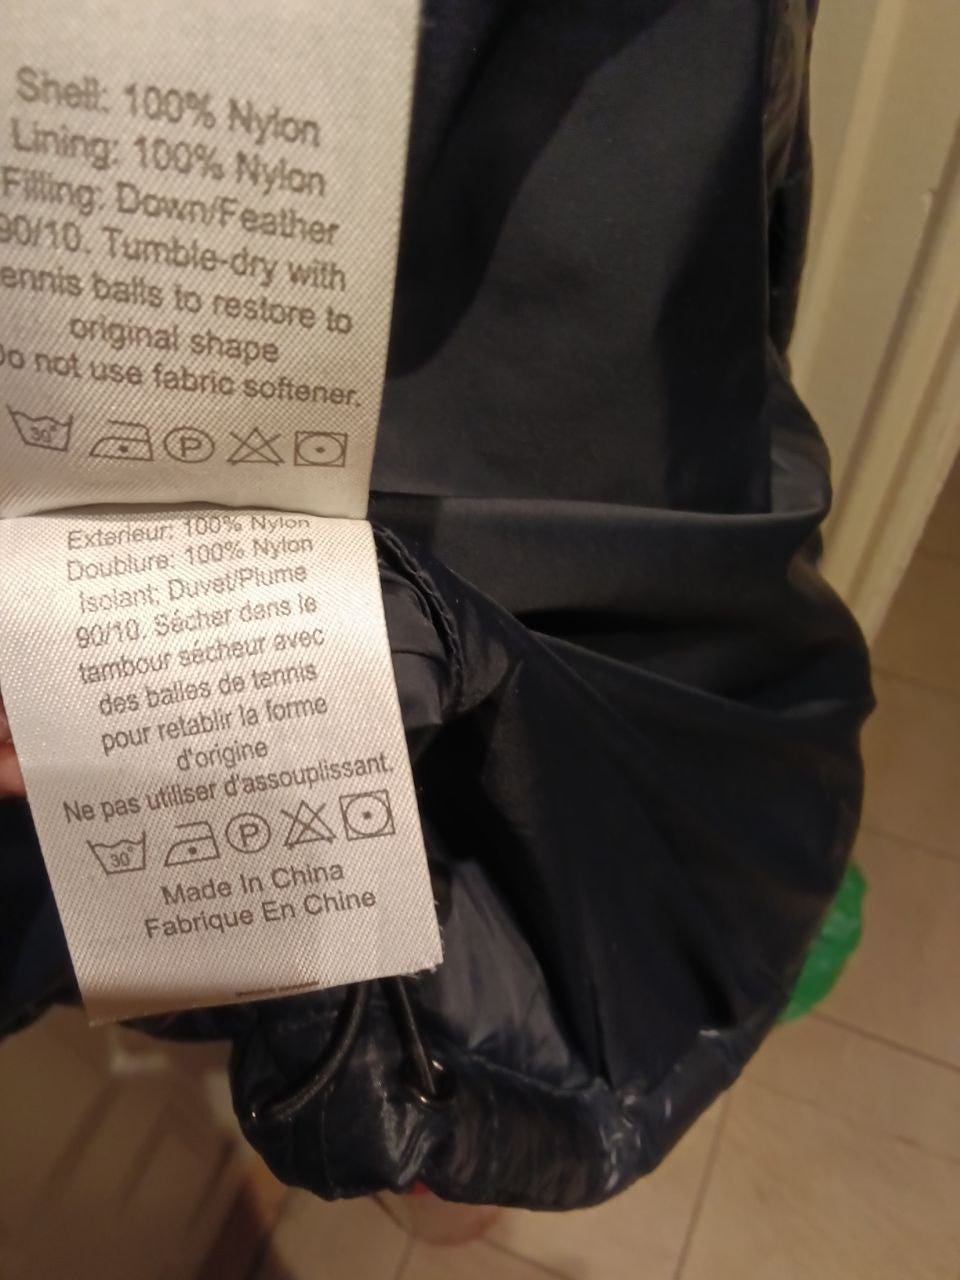 Shell: 100% Nylon
Lining: 100% Nylon
Filling: Down/Feather
90/10. Tumble-dry with
ennis balls to restore to
original shape
Do not use fabric softener.
30°
P
Exterieur: 100% Nylon
Doublure: 100% Nylon
Isolant: Duvet/Plume
90/10. Sécher dans le
tambour sécheur avec
des balles de tennis
pour retablir la forme
d'origine
Ne pas utiliser d'assouplissant.
30°
P
Made In China
Fabrique En Chine